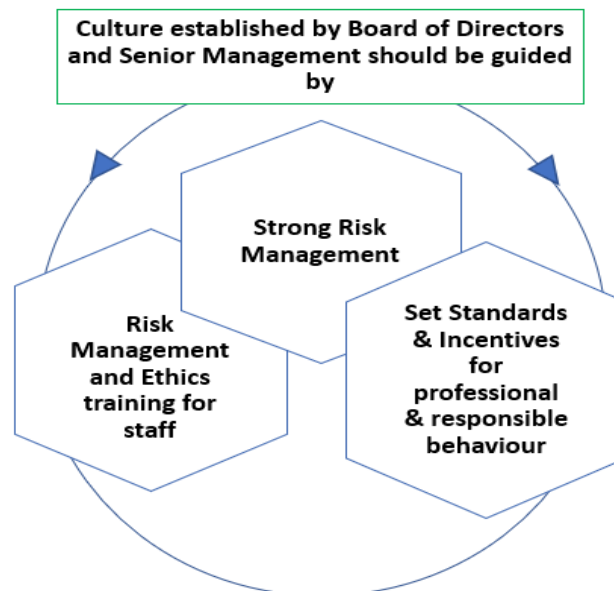 Culture established by Board of Directors
and Senior Management should be guided
by
Strong Risk
Management
Risk
Management
and Ethics
training for
staff
Set Standards
& Incentives
for
professional
& responsible
behaviour